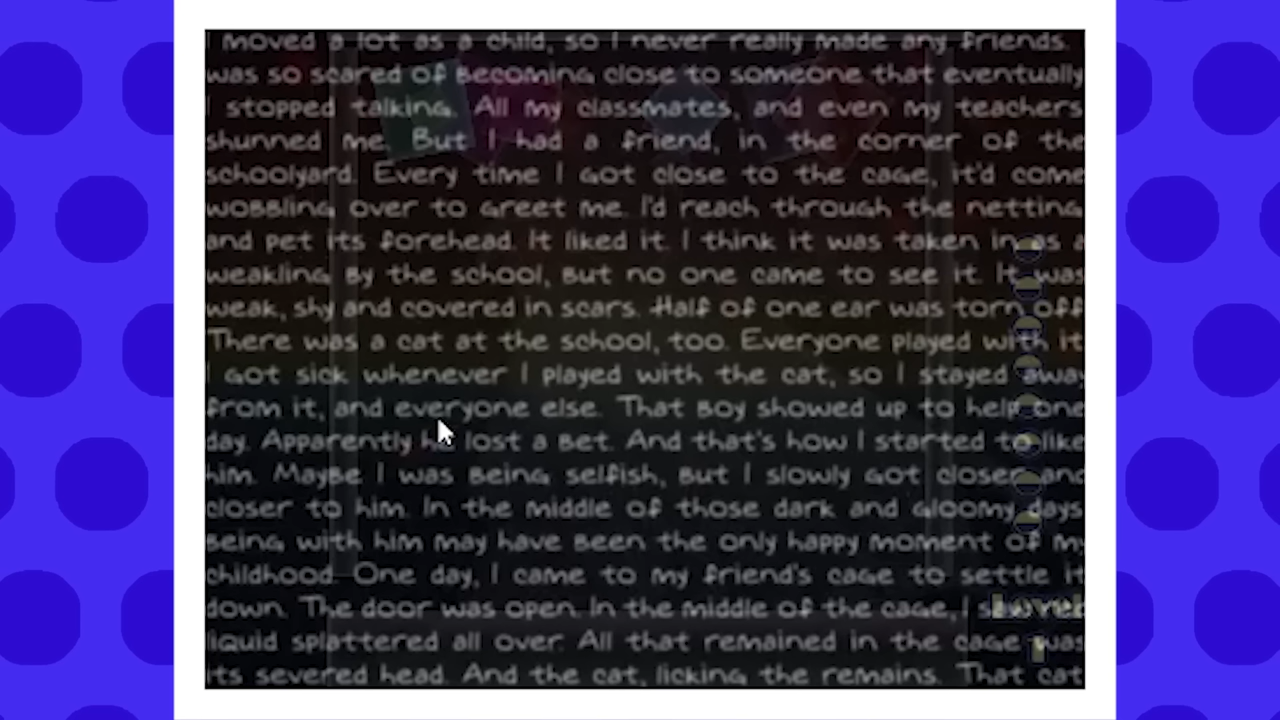 I moved a lot as a child, so I never really made any friends. I
was so scared of becoming close to someone that eventually
I stopped talking. All my classmates, and even my teachers
shunned me. But I had a friend, in the corner of the
schoolyard. Every time I got close to the cage, it'd come
wobbling over to greet me. I'd reach through the netting
and pet its forehead. It liked it. I think it was taken in as a
weakling by the school, but no one came to see it. It was
weak, shy and covered in scars. Half of one ear was torn off.
There was a cat at the school, too. Everyone played with it.
I got sick whenever I played with the cat, so I stayed away
from it, and everyone else. That boy showed up to help one
day. Apparently he lost a bet. And that's how I started to like
him. Maybe I was being selfish, but I slowly got closer and
closer to him. In the middle of those dark and gloomy days
being with him may have been the only happy moment of my
childhood. One day, I came to my friend's cage to settle it
down. The door was open. In the middle of the cage, I
Level
liquid splattered all over. All that remained in the cage was
1
its severed head. And the cat, licking the remains. That cat